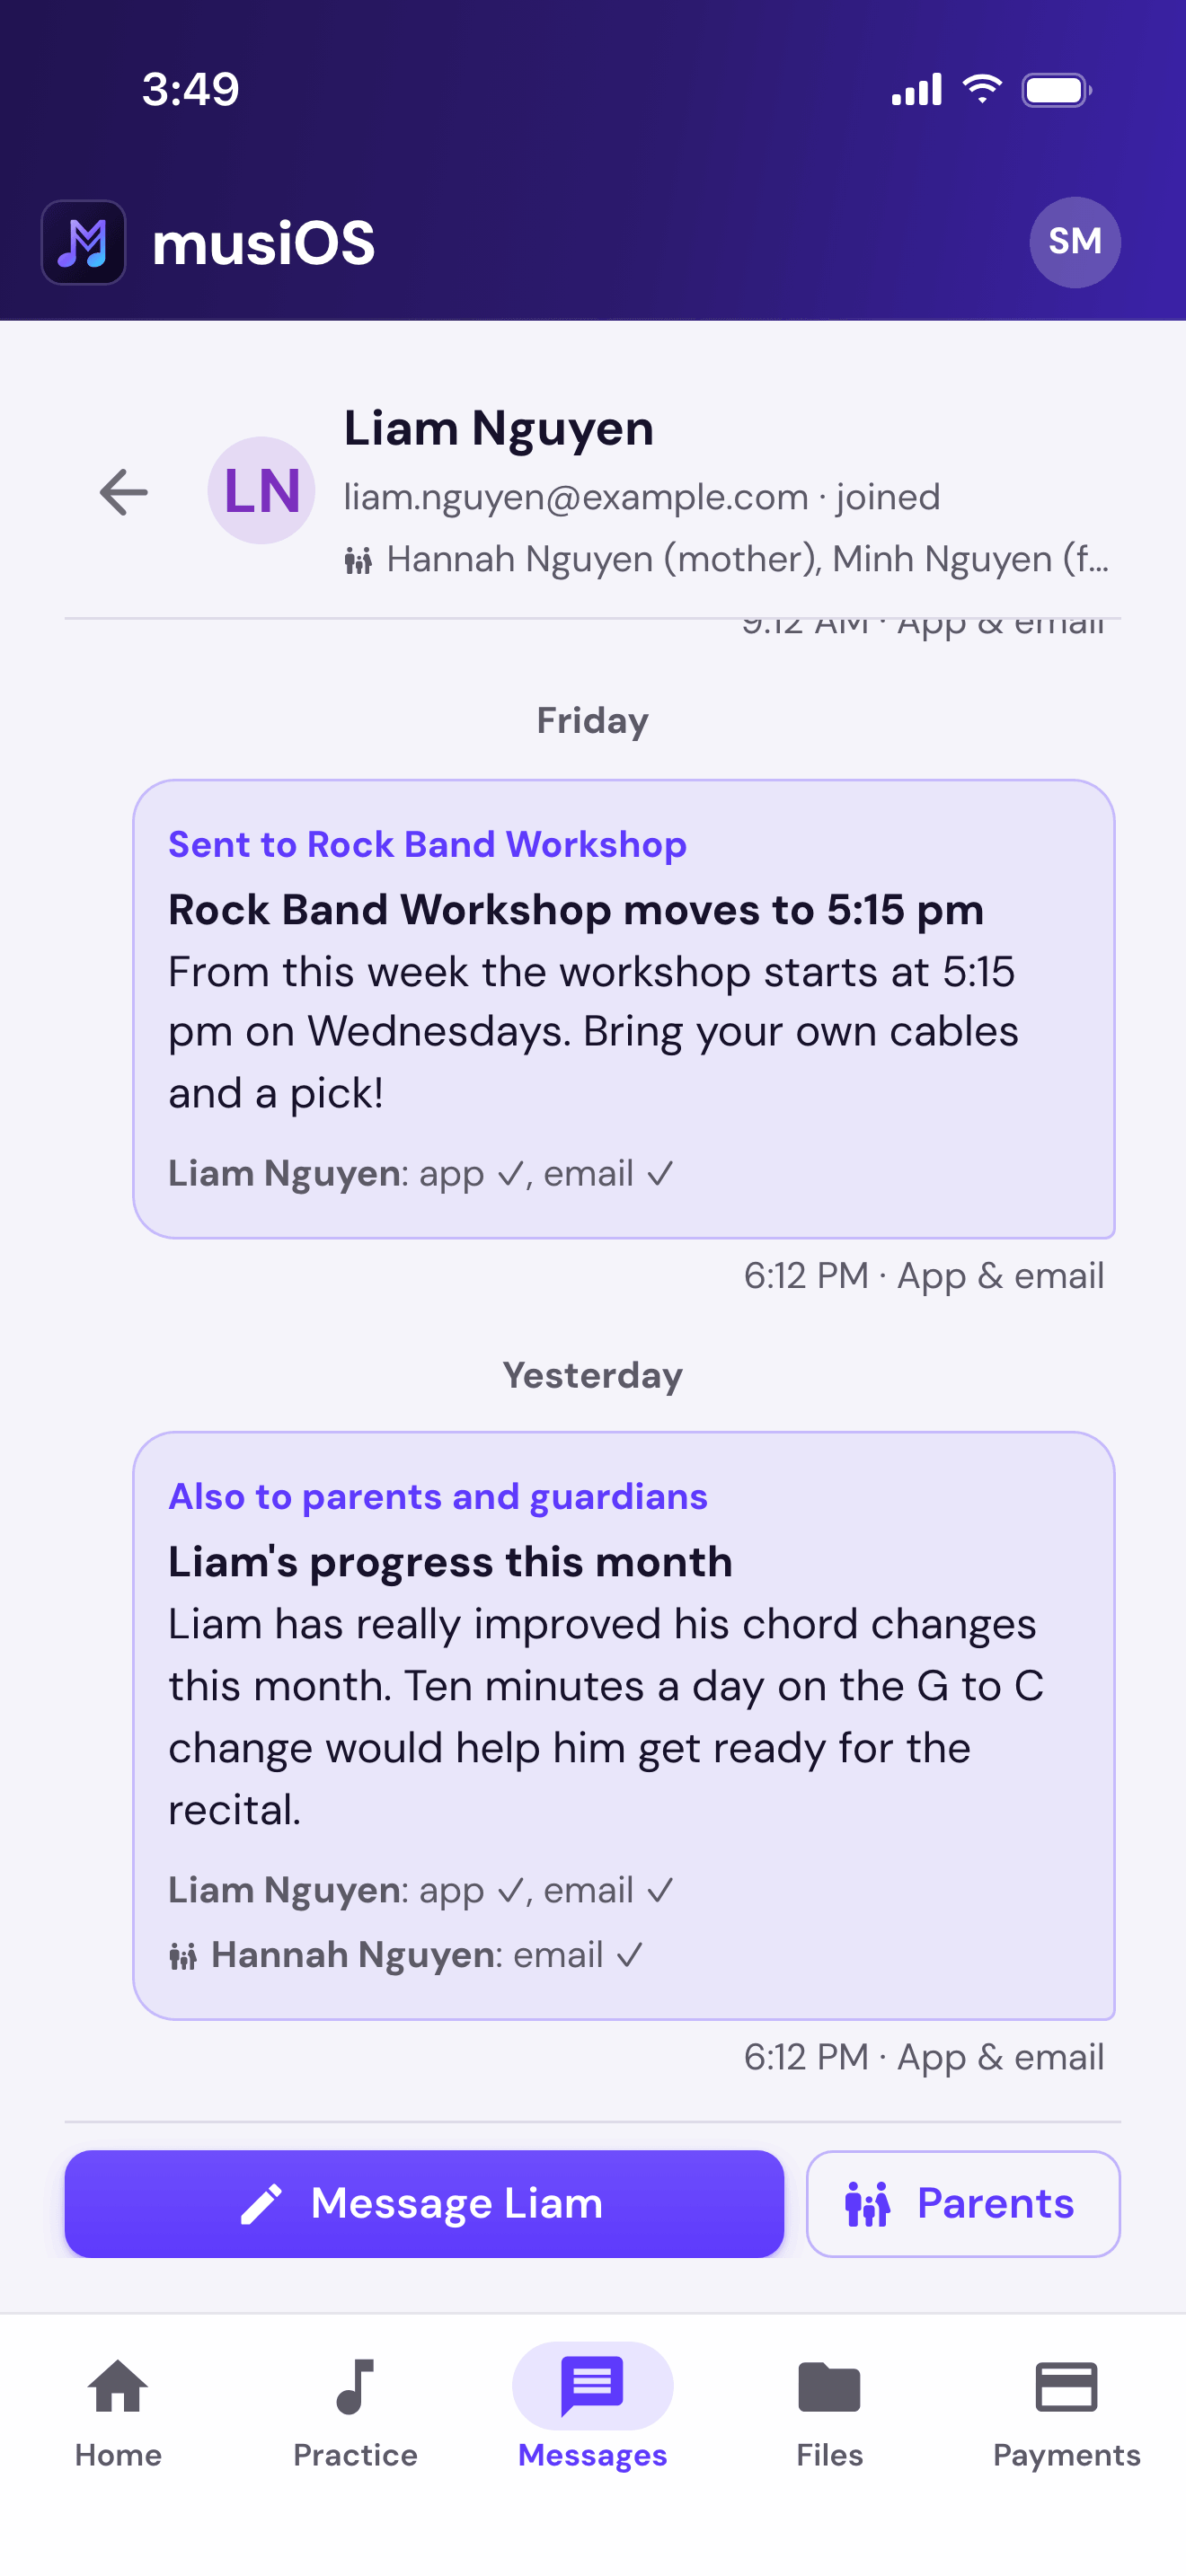 3:49
musiOS
SM
LN
Liam Nguyen
liam.nguyen@example.com · joined
Hannah Nguyen (mother), Minh Nguyen (f...
9:12 AM · App & email
Friday
Sent to Rock Band Workshop
Rock Band Workshop moves to 5:15 pm
From this week the workshop starts at 5:15
pm on Wednesdays. Bring your own cables
and a pick!
Liam Nguyen: app ✓, email ✓
6:12 PM · App & email
Yesterday
Also to parents and guardians
Liam's progress this month
Liam has really improved his chord changes
this month. Ten minutes a day on the G to C
change would help him get ready for the
recital.
Liam Nguyen: app ✓, email ✓
Hannah Nguyen: email ✓
6:12 PM · App & email
Message Liam
Parents
Home
Practice
Messages
Files
Payments